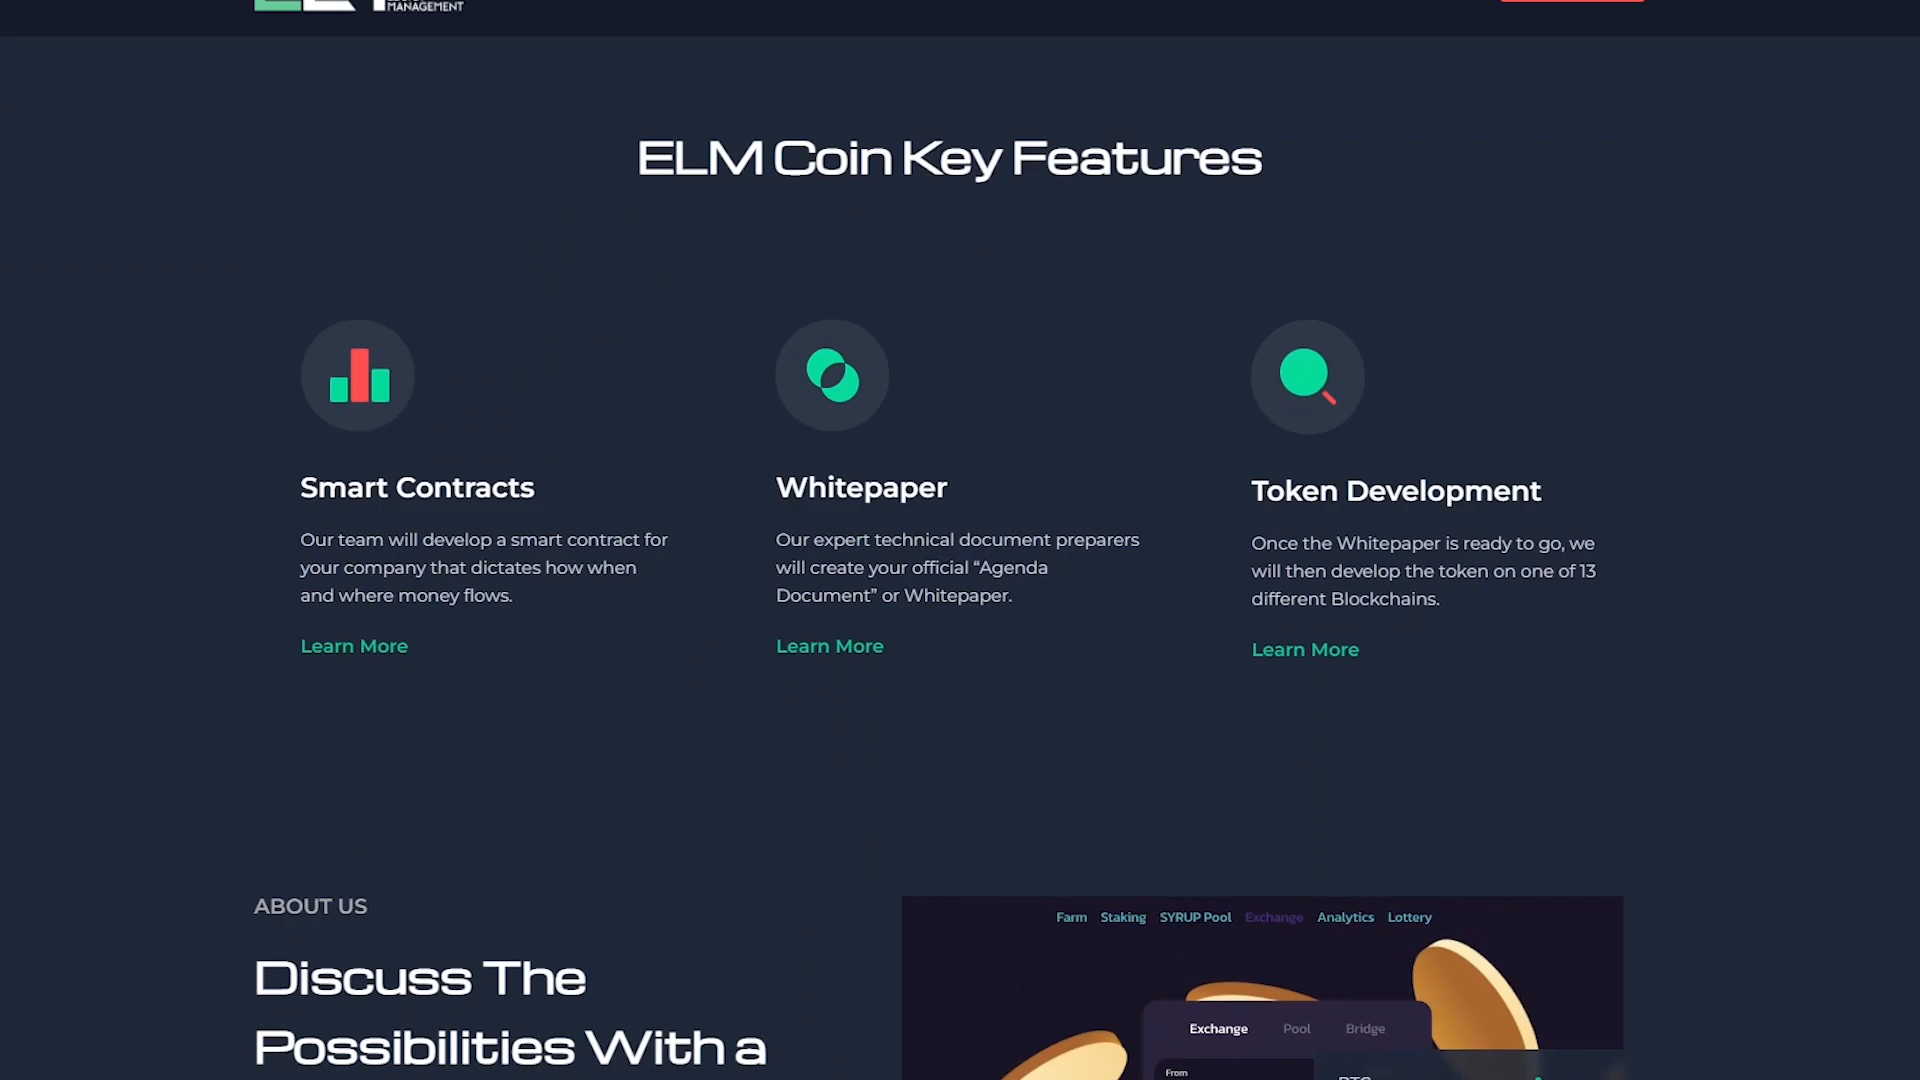 MANAGEMENT
ELM Coin Key Features
Smart Contracts
Our team will develop a smart contract for
your company that dictates how when
and where money flows.
Learn More
Whitepaper
Our expert technical document preparers
will create your official “Agenda
Document” or Whitepaper.
Learn More
Token Development
Once the Whitepaper is ready to go, we
will then develop the token on one of 13
different Blockchains.
Learn More
ABOUT US
Discuss The
Possibilities With a
Farm Staking SYRUP Pool Exchange Analytics Lottery
Exchange Pool Bridge
From